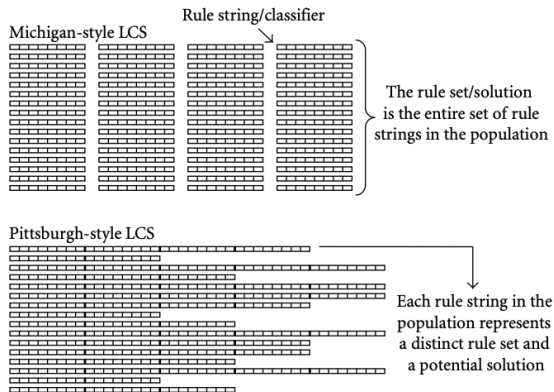 Rule string/classifier
Michigan-style LCS
The rule set/solution
is the entire set of rule
strings in the population
Pittsburgh-style LCS
Each rule string in the
population represents
a distinct rule set and
a potential solution